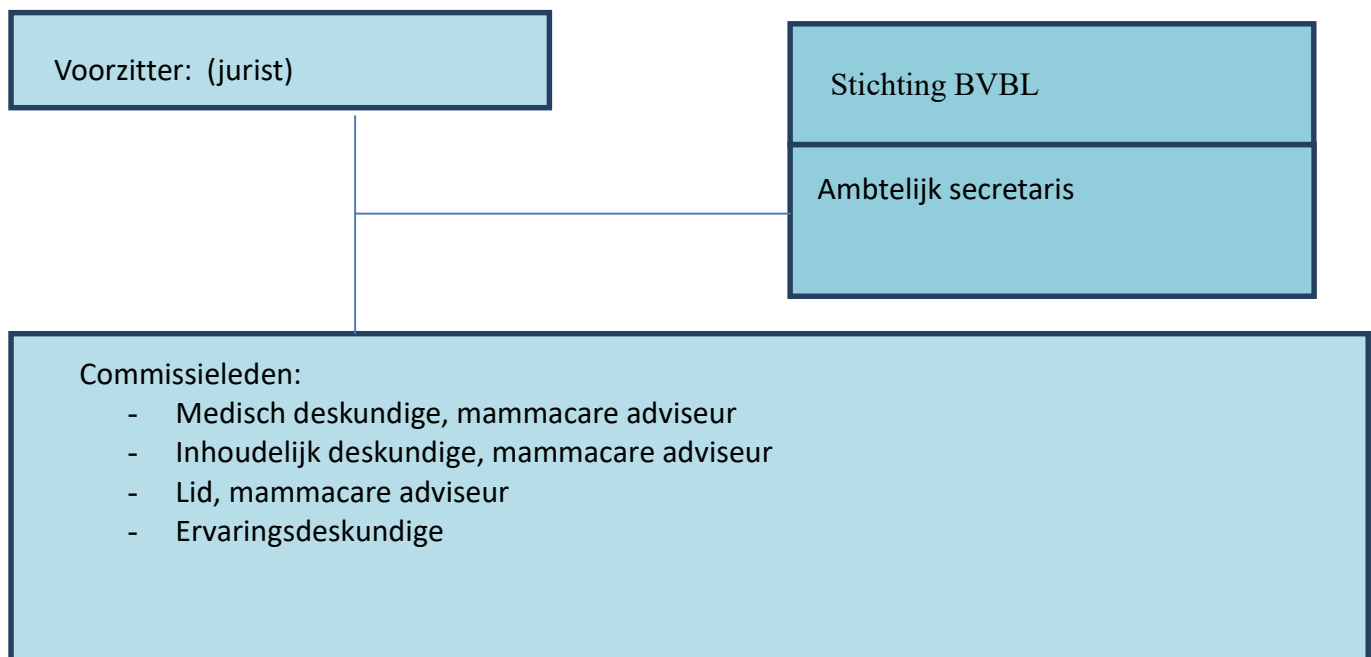 Voorzitter: (jurist)
Stichting BVBL
Ambtelijk secretaris
Commissieleden:
- Medisch deskundige, mammacare adviseur
- Inhoudelijk deskundige, mammacare adviseur
- Lid, mammacare adviseur
- Ervaringsdeskundige